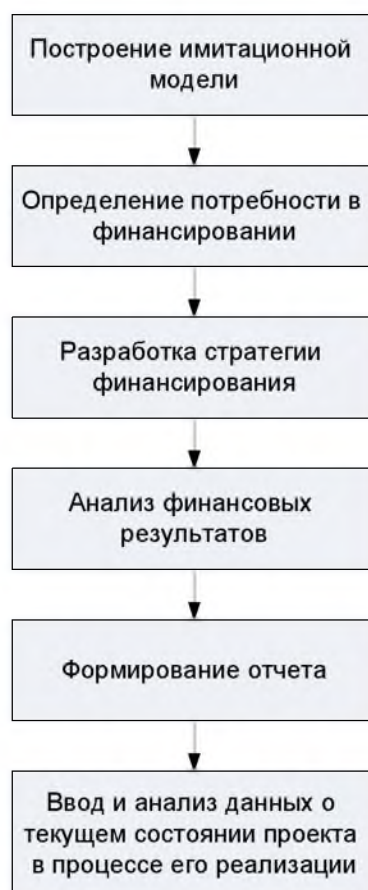 Построение имитационной
модели
Определение потребности в
финансировании
Разработка стратегии
финансирования
Анализ финансовых
результатов
Формирование отчета
Ввод и анализ данных о
текущем состоянии проекта
в процессе его реализации